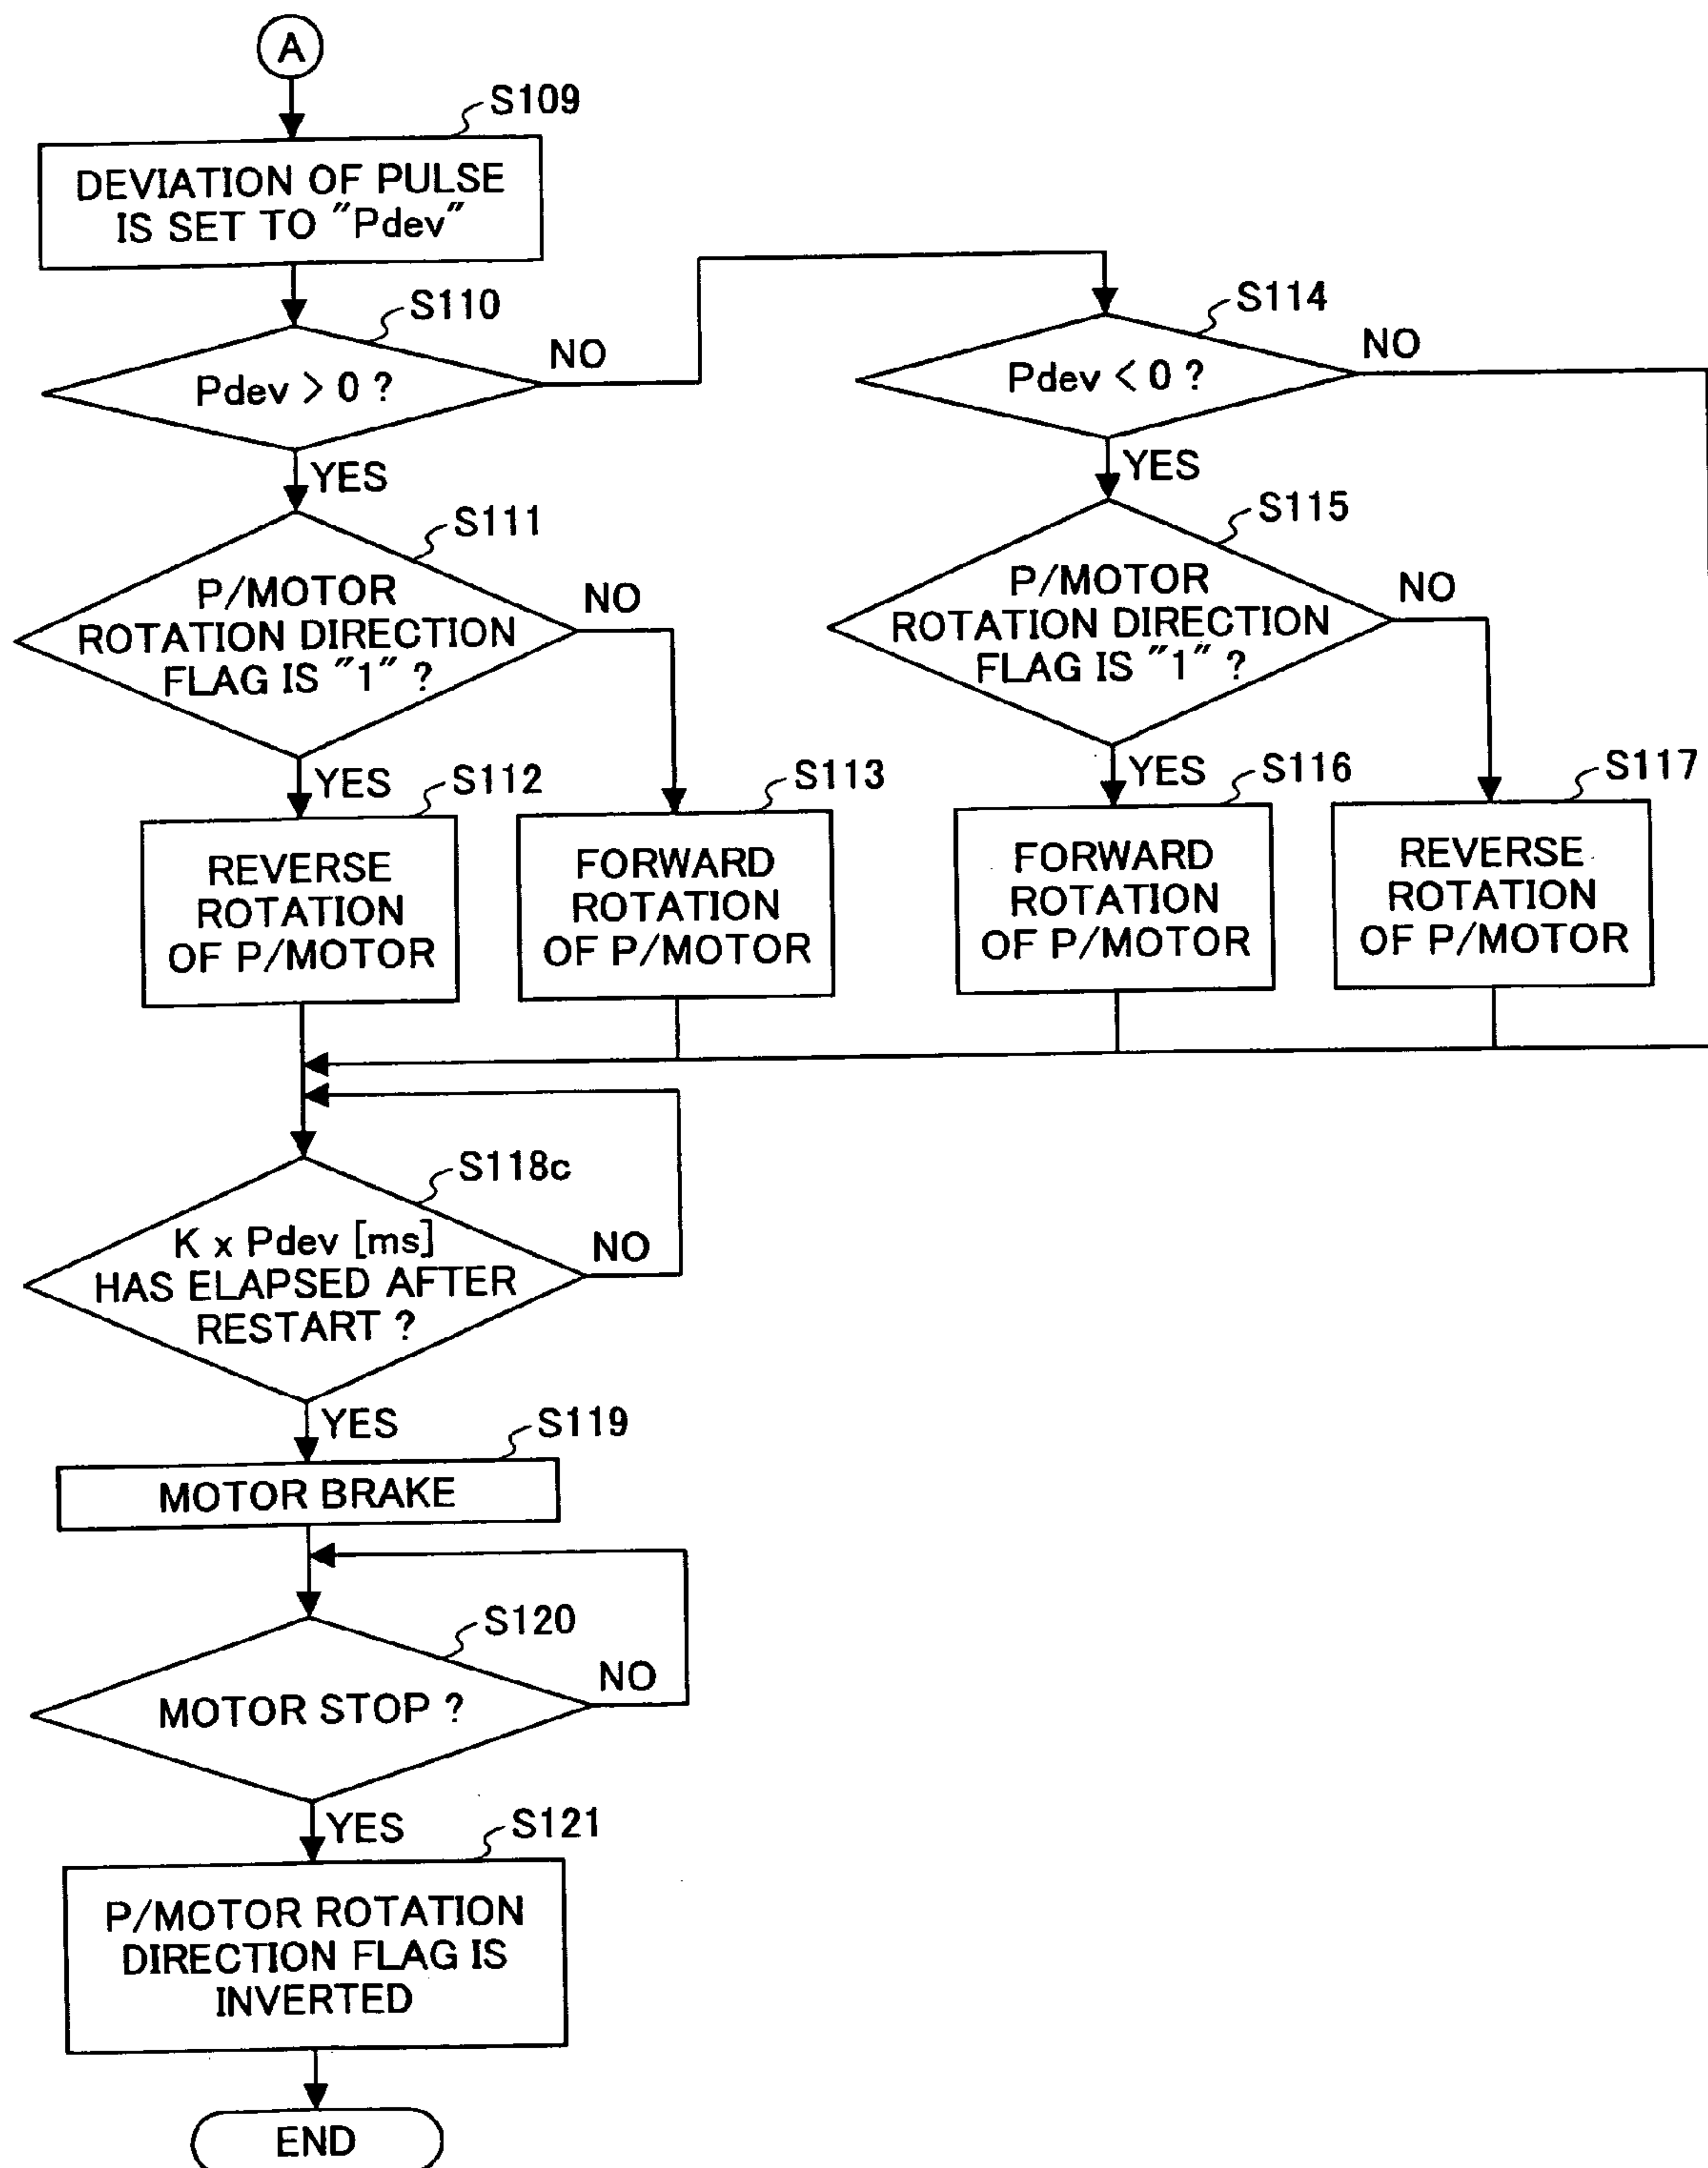 A
S109
DEVIATION OF PULSE
IS SET TO "Pdev"
S110
Pdev > 0 ?
NO
YES
S114
Pdev < 0 ?
NO
YES
S111
P/MOTOR
ROTATION DIRECTION
FLAG IS "1" ?
NO
YES
S115
P/MOTOR
ROTATION DIRECTION
FLAG IS "1" ?
NO
YES
S112
REVERSE
ROTATION
OF P/MOTOR
S113
FORWARD
ROTATION
OF P/MOTOR
S116
FORWARD
ROTATION
OF P/MOTOR
S117
REVERSE
ROTATION
OF P/MOTOR
S118c
K x Pdev [ms]
HAS ELAPSED AFTER
RESTART ?
NO
YES
S119
MOTOR BRAKE
S120
MOTOR STOP ?
NO
YES
S121
P/MOTOR ROTATION
DIRECTION FLAG IS
INVERTED
END